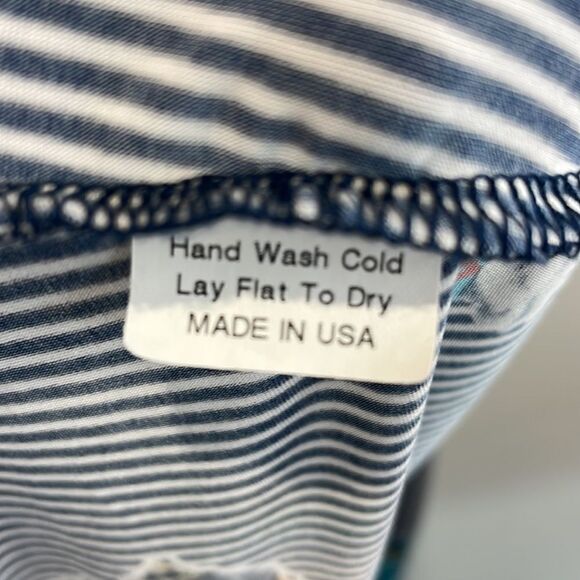 Hand Wash Cold
Lay Flat To Dry
MADE IN USA